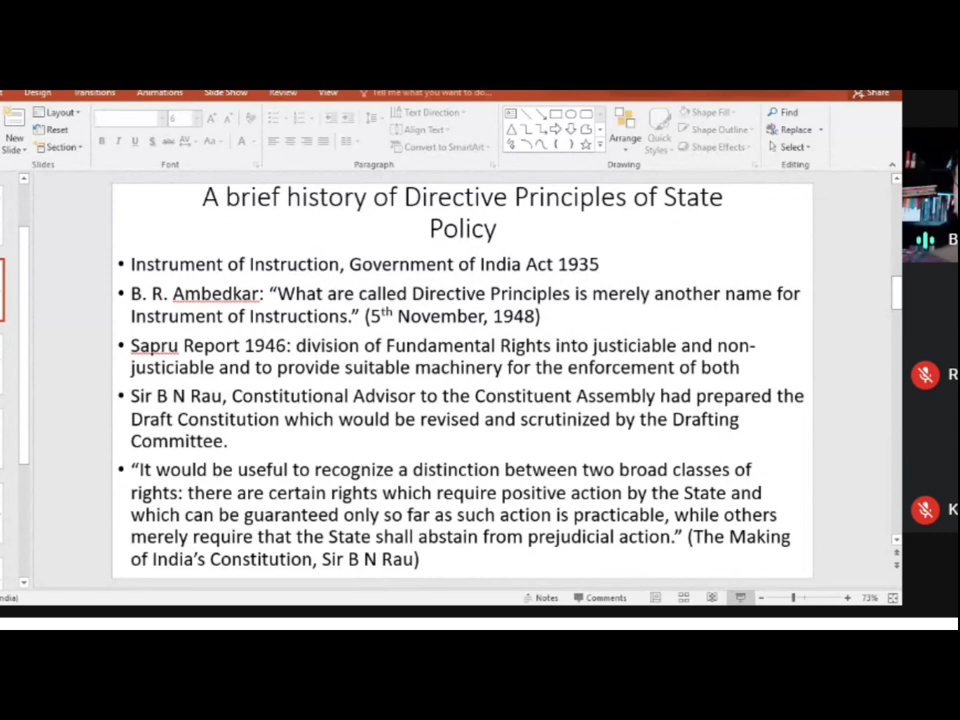 Design Transitions Animations Slide Show Review View Tell me what you want to do... Share
New Slide
Layout
Reset
Section
Slides
6
B I U S abc AV Aa A
Font
Text Direction
Align Text
Convert to SmartArt
Paragraph
Arrange
Quick Styles
Shape Fill
Shape Outline
Shape Effects
Drawing
Find
Replace
Select
Editing
A brief history of Directive Principles of State
Policy
• Instrument of Instruction, Government of India Act 1935
• B. R. Ambedkar: “What are called Directive Principles is merely another name for
Instrument of Instructions.” (5th November, 1948)
• Sapru Report 1946: division of Fundamental Rights into justiciable and non-
justiciable and to provide suitable machinery for the enforcement of both
• Sir B N Rau, Constitutional Advisor to the Constituent Assembly had prepared the
Draft Constitution which would be revised and scrutinized by the Drafting
Committee.
• “It would be useful to recognize a distinction between two broad classes of
rights: there are certain rights which require positive action by the State and
which can be guaranteed only so far as such action is practicable, while others
merely require that the State shall abstain from prejudicial action.” (The Making
of India’s Constitution, Sir B N Rau)
B
R
K
ndia)
Notes Comments 73%